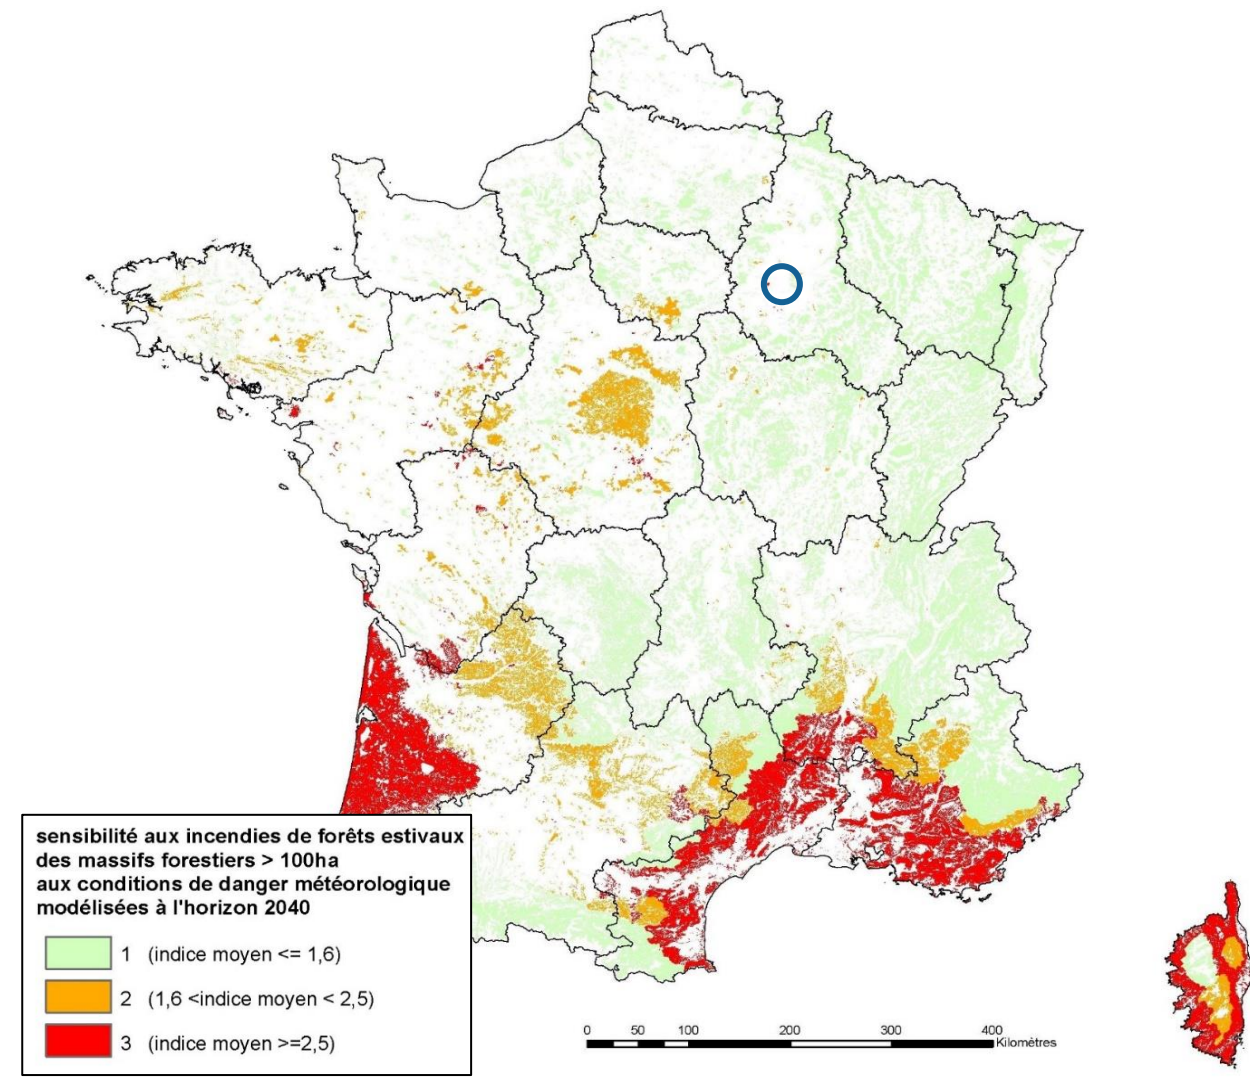 sensibilité aux incendies de forêts estivaux
des massifs forestiers > 100ha
aux conditions de danger météorologique
modélisées à l'horizon 2040
1 (indice moyen <= 1,6)
2 (1,6 <indice moyen < 2,5)
3 (indice moyen >=2,5)
0 50 100 200 300 400
Kilomètres